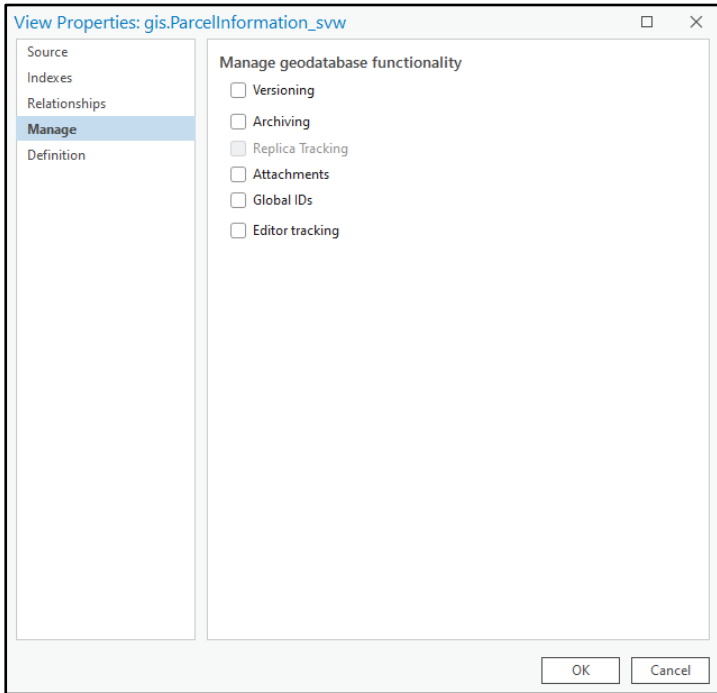 View Properties: gis.ParcelInformation_svw
Source
Indexes
Relationships
Manage
Definition
Manage geodatabase functionality
Versioning
Archiving
Replica Tracking
Attachments
Global IDs
Editor tracking
OK
Cancel